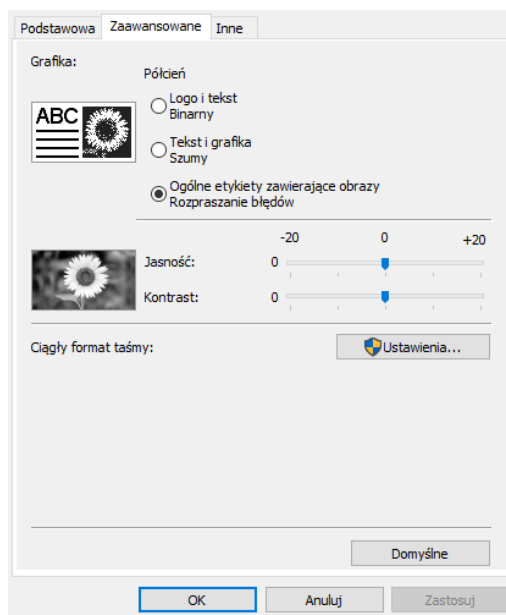 Podstawowa Zaawansowane Inne
Grafika:
Półcień
ABC
Logo i tekst
Binarny
Tekst i grafika
Szumy
Ogólne etykiety zawierające obrazy
Rozpraszanie błędów
-20 0 +20
Jasność: 0
Kontrast: 0
Ciągły format taśmy: Ustawienia...
Domyślne
OK Anuluj Zastosuj